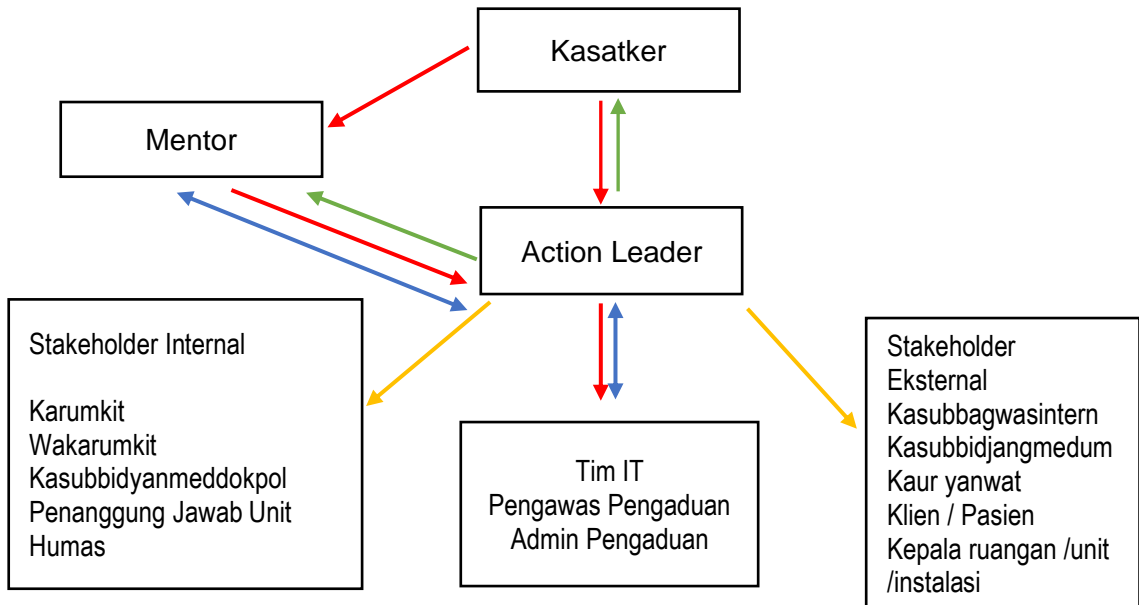 Kasatker
Mentor
Action Leader
Stakeholder Internal
Karumkit
Wakarumkit
Kasubbidyanmeddokpol
Penanggung Jawab Unit
Humas
Tim IT
Pengawas Pengaduan
Admin Pengaduan
Stakeholder
Eksternal
Kasubbagwasintern
Kasubbidjangmedum
Kaur yanwat
Klien / Pasien
Kepala ruangan /unit
/instalasi